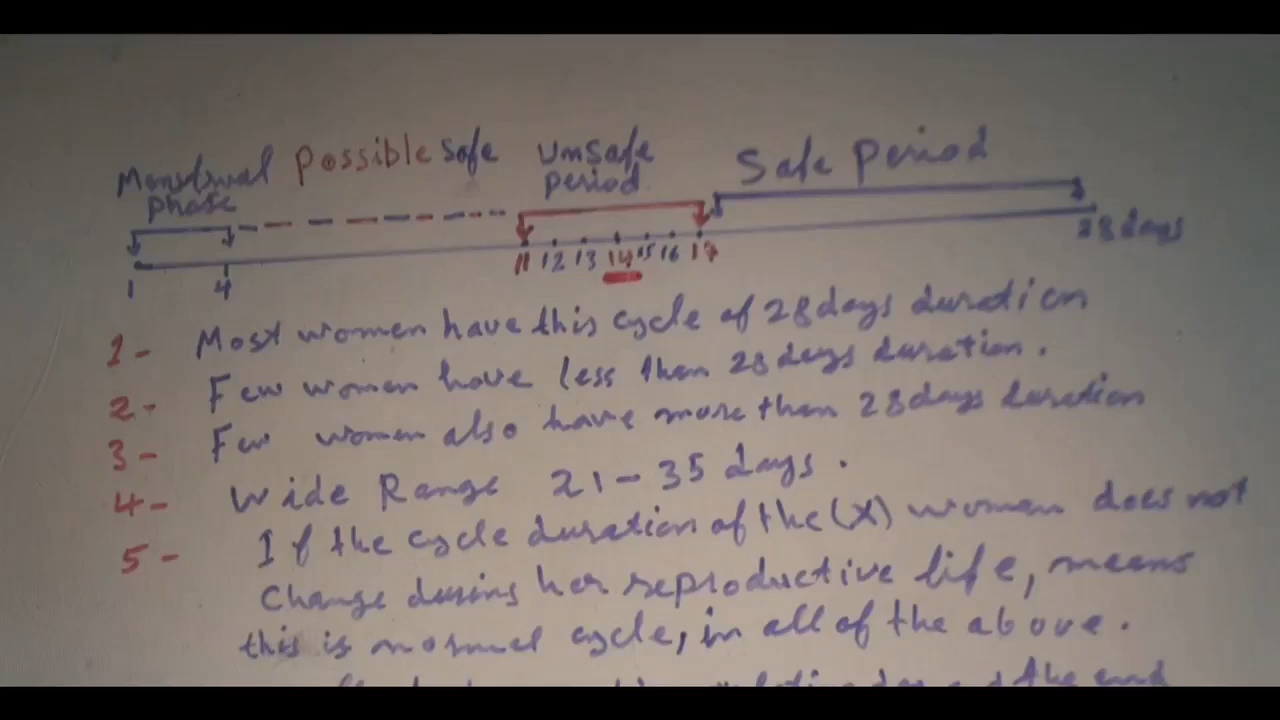 Menstrual Possible Safe Unsafe Safe Period
Phase Period
11 12 13 14 15 16 17 28 days
1 4
1- Most women have this cycle of 28 days duration
2- Few women have less than 28 days duration.
3- Few women also have more than 28 days duration
4- Wide Range 21-35 days.
5- If the cycle duration of the (X) women does not
Change during her reproductive life, means
this is normal cycle, in all of the above.
and the end